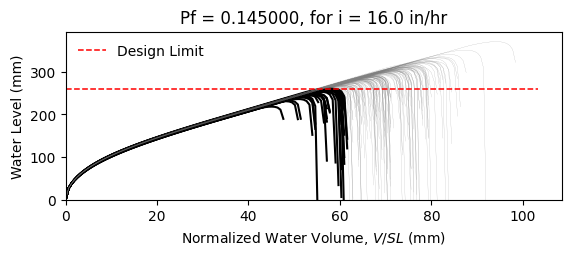 Pf = 0.145000, for i = 16.0 in/hr
Design Limit
Water Level (mm)
300
200
100
0
0 20 40 60 80 100
Normalized Water Volume, V/SL (mm)